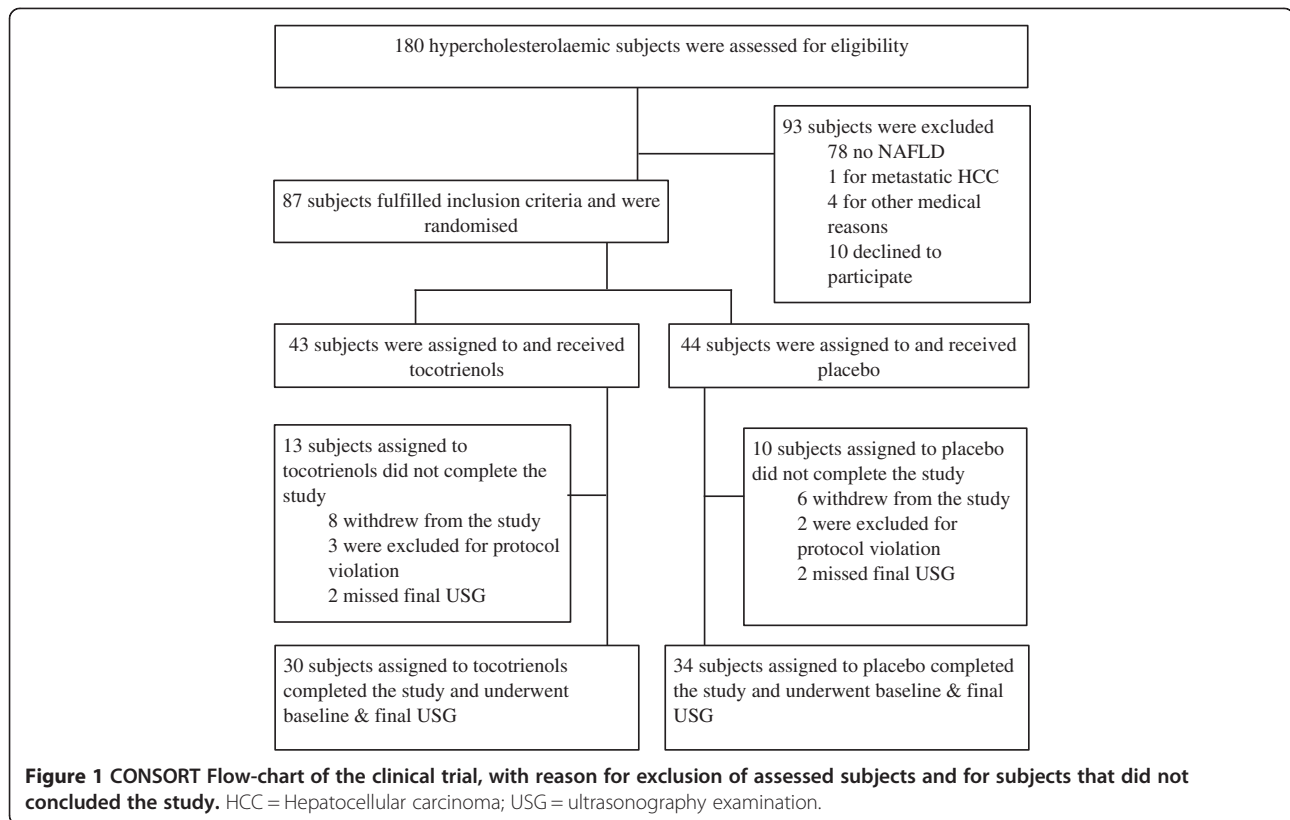 180 hypercholesterolaemic subjects were assessed for eligibility
93 subjects were excluded
78 no NAFLD
1 for metastatic HCC
4 for other medical
reasons
10 declined to
participate
87 subjects fulfilled inclusion criteria and were
randomised
43 subjects were assigned to and received
tocotrienols
44 subjects were assigned to and received
placebo
13 subjects assigned to
tocotrienols did not complete the
study
8 withdrew from the study
3 were excluded for protocol
violation
2 missed final USG
10 subjects assigned to placebo
did not complete the study
6 withdrew from the study
2 were excluded for
protocol violation
2 missed final USG
30 subjects assigned to tocotrienols
completed the study and underwent
baseline & final USG
34 subjects assigned to placebo completed
the study and underwent baseline & final
USG
Figure 1 CONSORT Flow-chart of the clinical trial, with reason for exclusion of assessed subjects and for subjects that did not
concluded the study. HCC = Hepatocellular carcinoma; USG = ultrasonography examination.